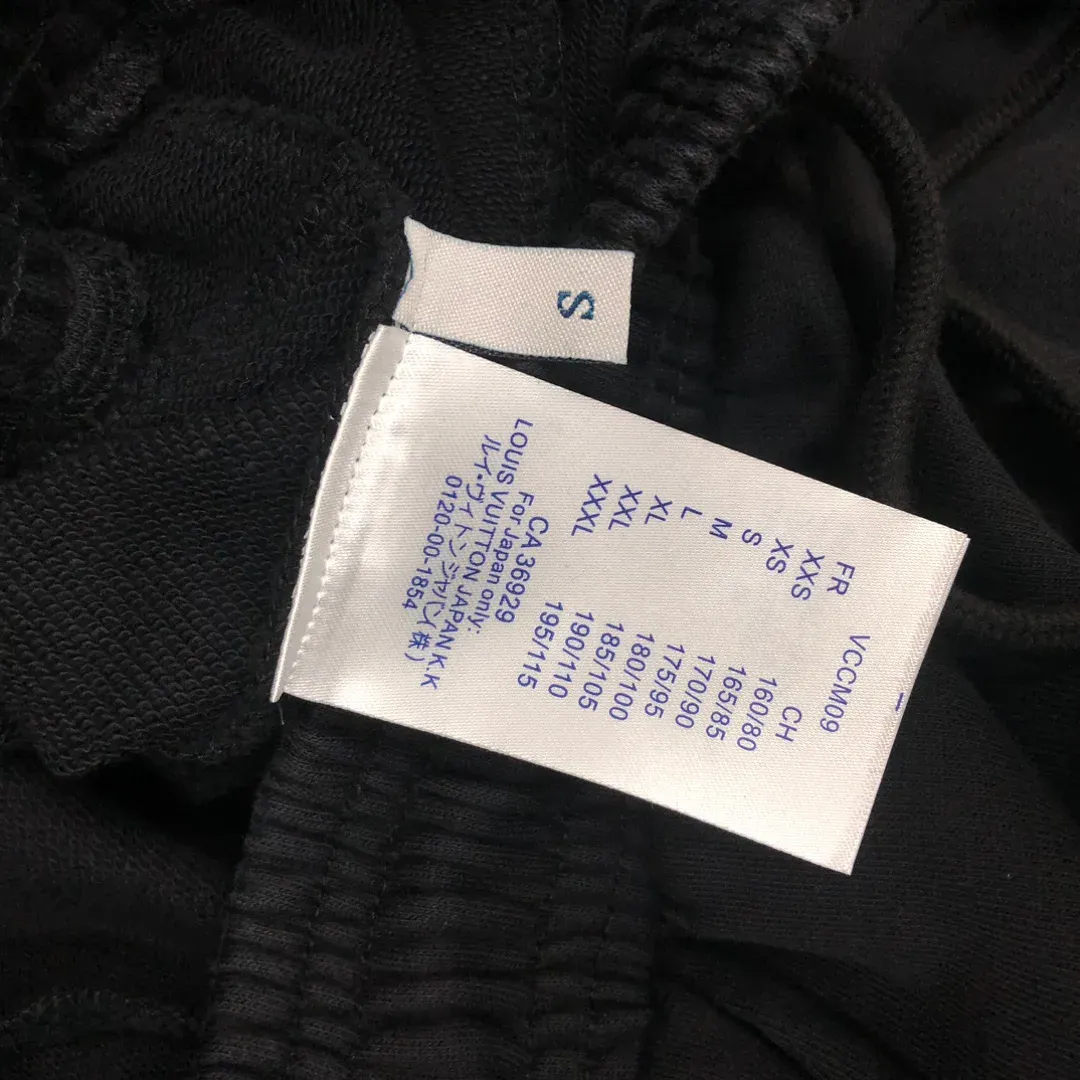 S
VCCM09
FR CH
XXS 160/80
XS 165/85
S 170/90
M 175/95
L 180/100
XL 185/105
XXL 190/110
XXXL 195/115
CA 36929
For Japan only:
LOUIS VUITTON JAPAN K.K
ルイ・ヴィトンジャパン(株)
0120-00-1854